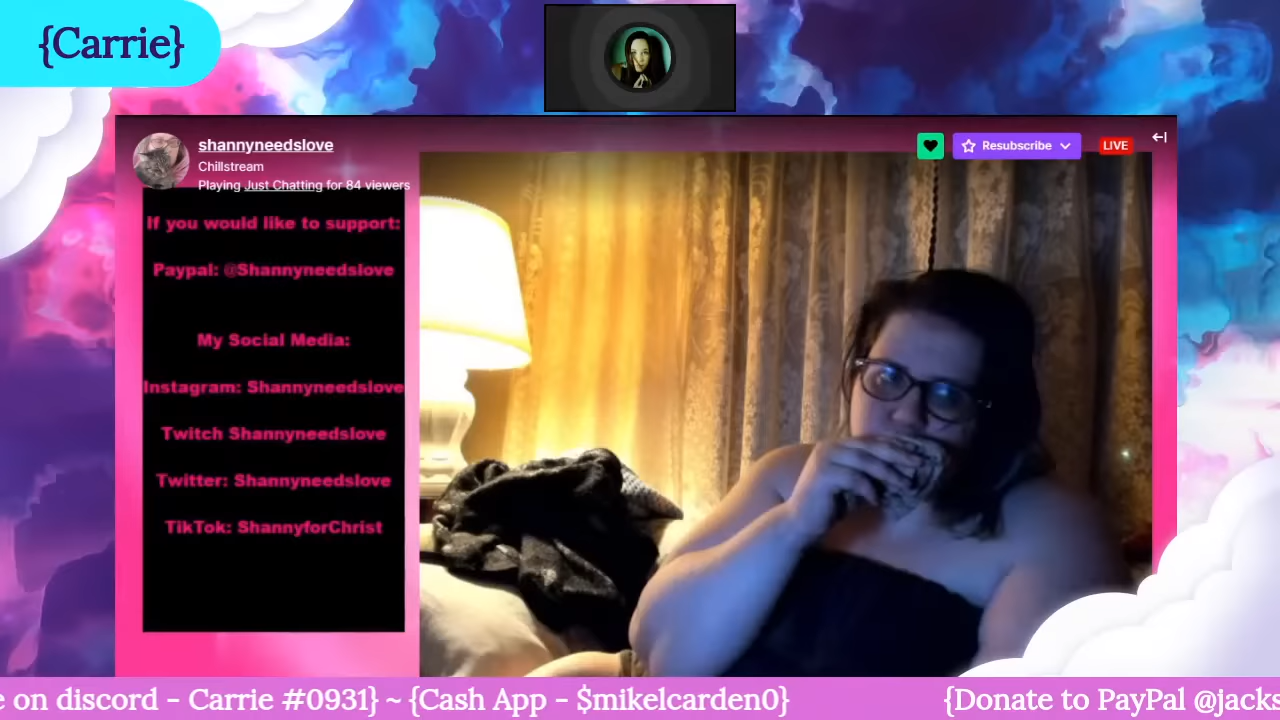 {Carrie}
shannyneedslove
Chillstream
Playing Just Chatting for 84 viewers
Resubscribe
LIVE
If you would like to support:
Paypal: @Shannyneedslove
My Social Media:
Instagram: Shannyneedslove
Twitch Shannyneedslove
Twitter: Shannyneedslove
TikTok: ShannyforChrist
e on discord - Carrie #0931} ~ {Cash App - $mikelcarden0} {Donate to PayPal @jacks